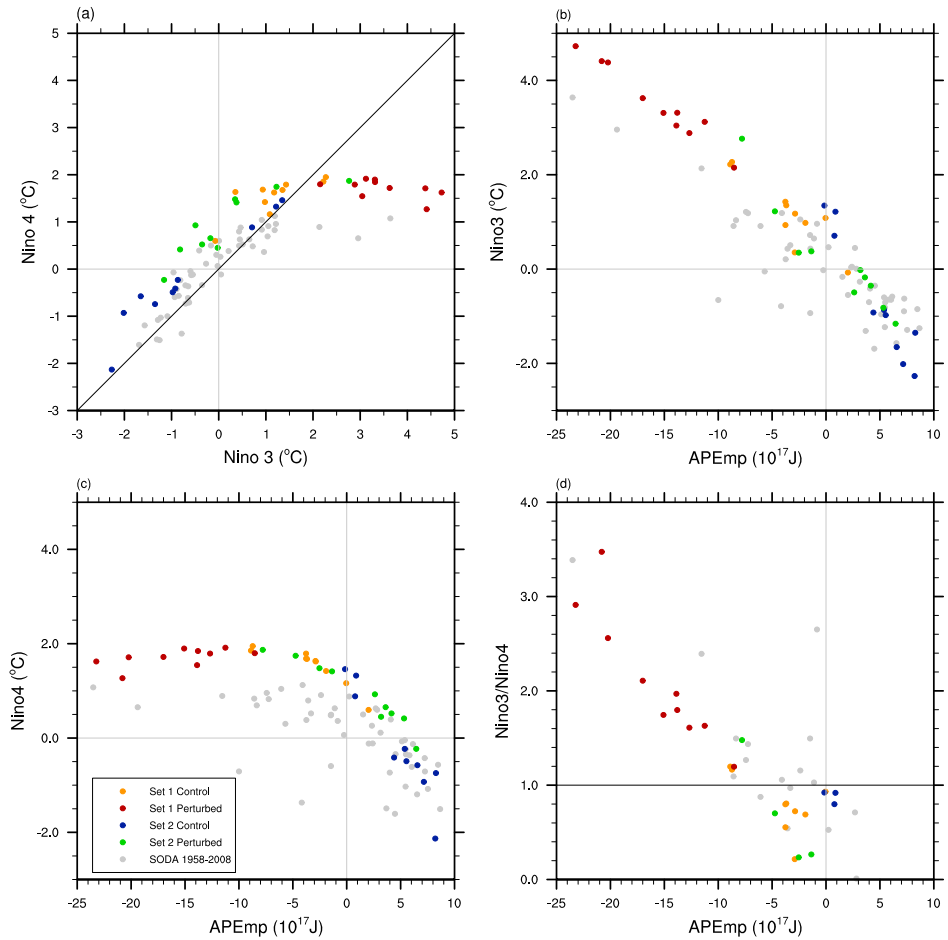 (a)
5
4
3
2
1
0
-1
-2
-3
Nino 4 (°C)
-3 -2 -1 0 1 2 3 4 5
Nino 3 (°C)
(b)
4.0
2.0
0.0
-2.0
Nino3 (°C)
-25 -20 -15 -10 -5 0 5 10
APEmp (10¹⁷J)
(c)
4.0
2.0
0.0
-2.0
Nino4 (°C)
Set 1 Control
Set 1 Perturbed
Set 2 Control
Set 2 Perturbed
SODA 1958-2008
-25 -20 -15 -10 -5 0 5 10
APEmp (10¹⁷J)
(d)
4.0
3.0
2.0
1.0
0.0
Nino3/Nino4
-25 -20 -15 -10 -5 0 5 10
APEmp (10¹⁷J)